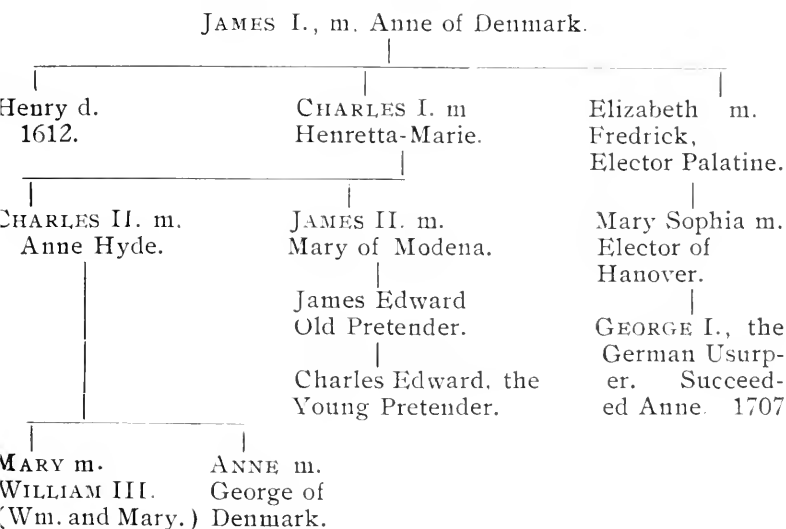 JAMES I., m. Anne of Denmark.
Henry d.
1612.
CHARLES I. m
Henretta-Marie.
Elizabeth m.
Fredrick,
Elector Palatine.
CHARLES II. m.
Anne Hyde.
JAMES II. m.
Mary of Modena.
James Edward
Old Pretender.
Charles Edward, the
Young Pretender.
Mary Sophia m.
Elector of
Hanover.
GEORGE I., the
German Usurp-
er. Succeed-
ed Anne 1707
MARY m.
WILLIAM III.
(Wm. and Mary.)
ANNE m.
George of
Denmark.